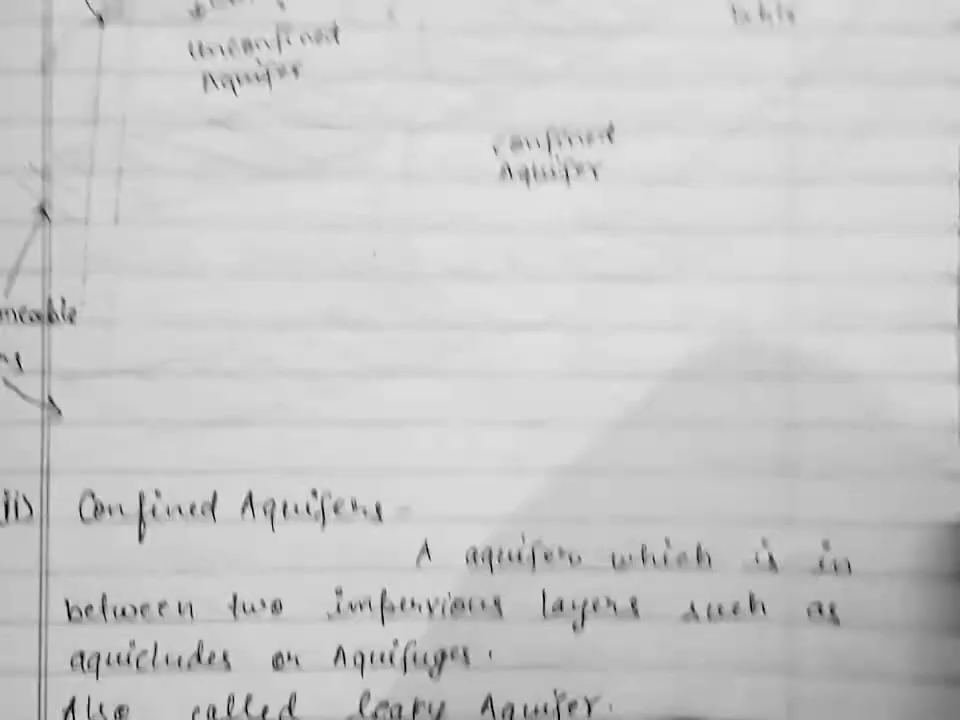 table
Unconfined
Aquifer
Confined
Aquifer
meable
ii) Confined Aquifers -
A aquifer which is in
between two impervious layers such as
aquicludes or Aquifuges.
Also called leaky Aquifer.